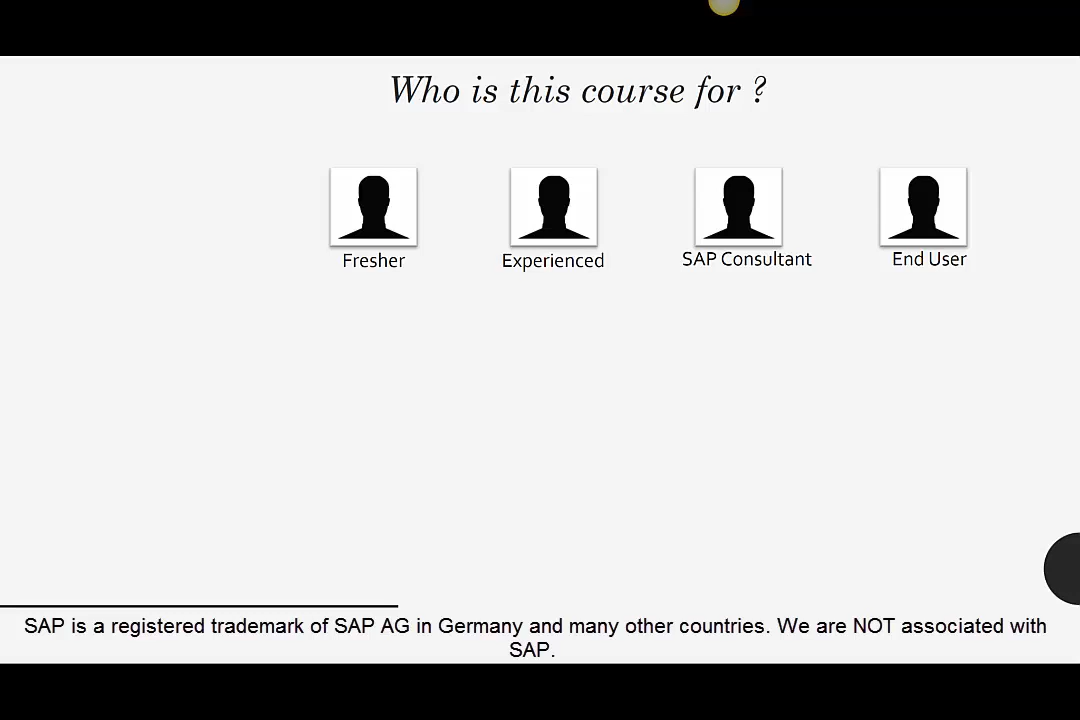 Who is this course for ?
Fresher
Experienced
SAP Consultant
End User
SAP is a registered trademark of SAP AG in Germany and many other countries. We are NOT associated with
SAP.